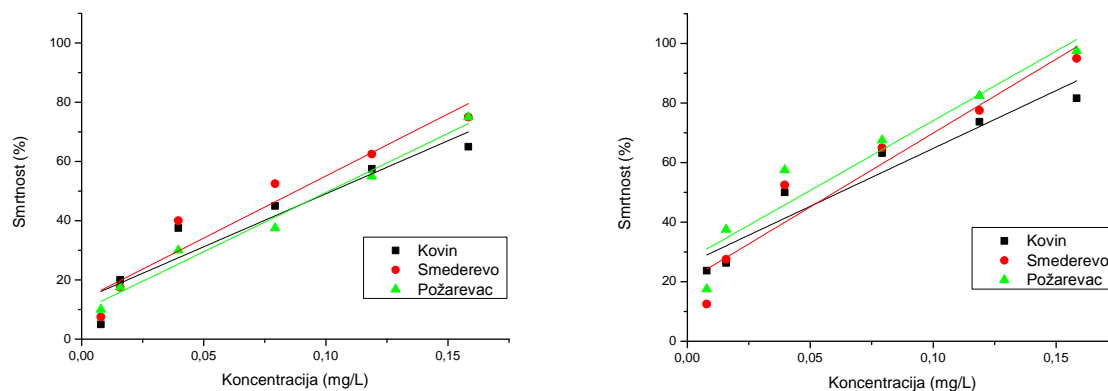 100
80
60
40
20
0
Smrtnost (%)
Kovin
Smederevo
Požarevac
0,00 0,05 0,10 0,15
Koncentracija (mg/L)
100
80
60
40
20
0
Smrtnost (%)
Kovin
Smederevo
Požarevac
0,00 0,05 0,10 0,15
Koncentracija (mg/L)